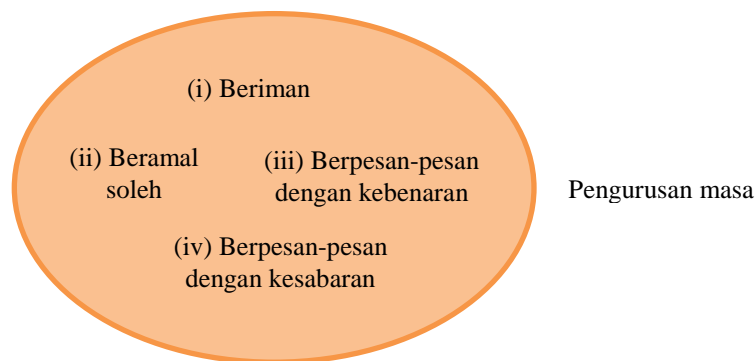 (i) Beriman
(ii) Beramal
soleh
(iii) Berpesan-pesan
dengan kebenaran
(iv) Berpesan-pesan
dengan kesabaran
Pengurusan masa